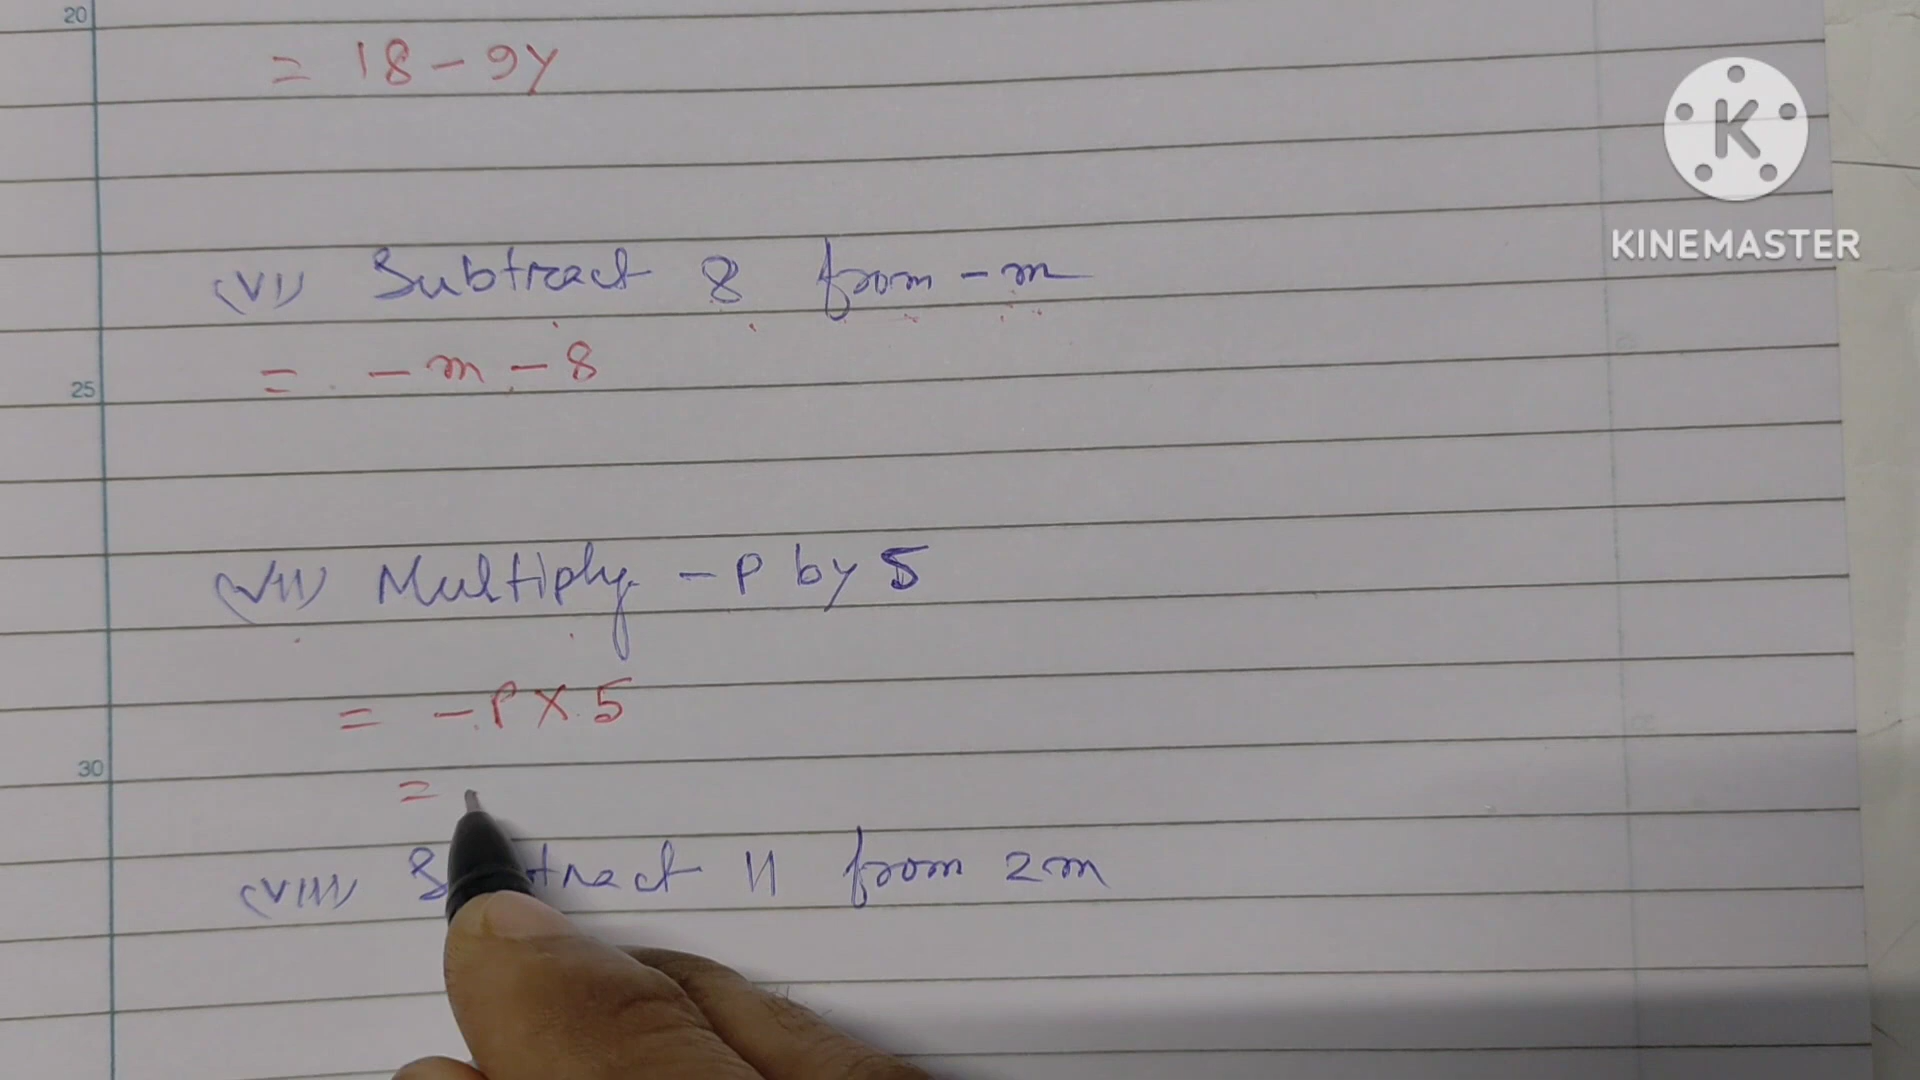 20
= 18 - 9y
K
KINEMASTER
(VI) Subtract 8 from - m
= - m - 8
25
(VII) Multiply - P by 5
= - P X 5
30
=
(VIII) Subtract 11 from 2m